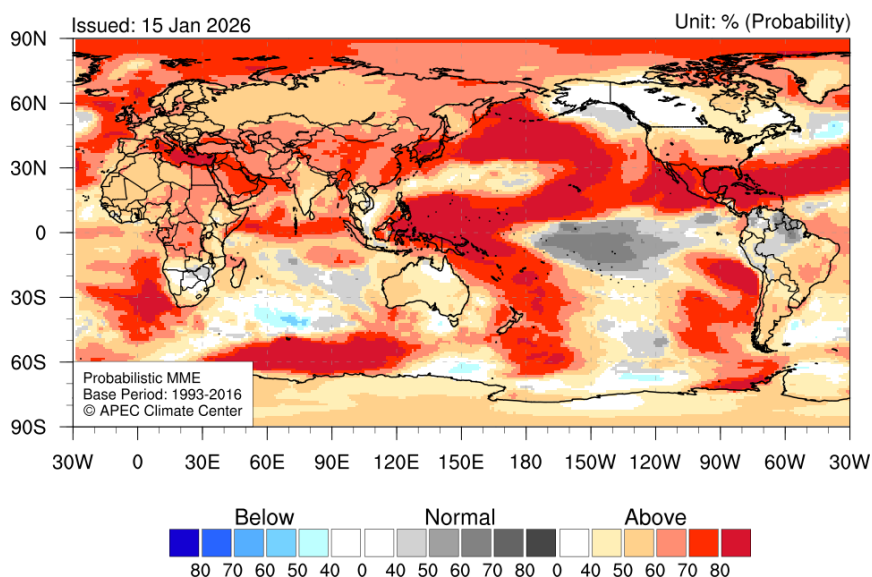 Issued: 15 Jan 2026
Unit: % (Probability)
90N
60N
30N
0
30S
60S
90S
Probabilistic MME
Base Period: 1993-2016
© APEC Climate Center
30W 0 30E 60E 90E 120E 150E 180 150W 120W 90W 60W 30W
Below Normal Above
80 70 60 50 40 0 40 50 60 70 80 0 40 50 60 70 80